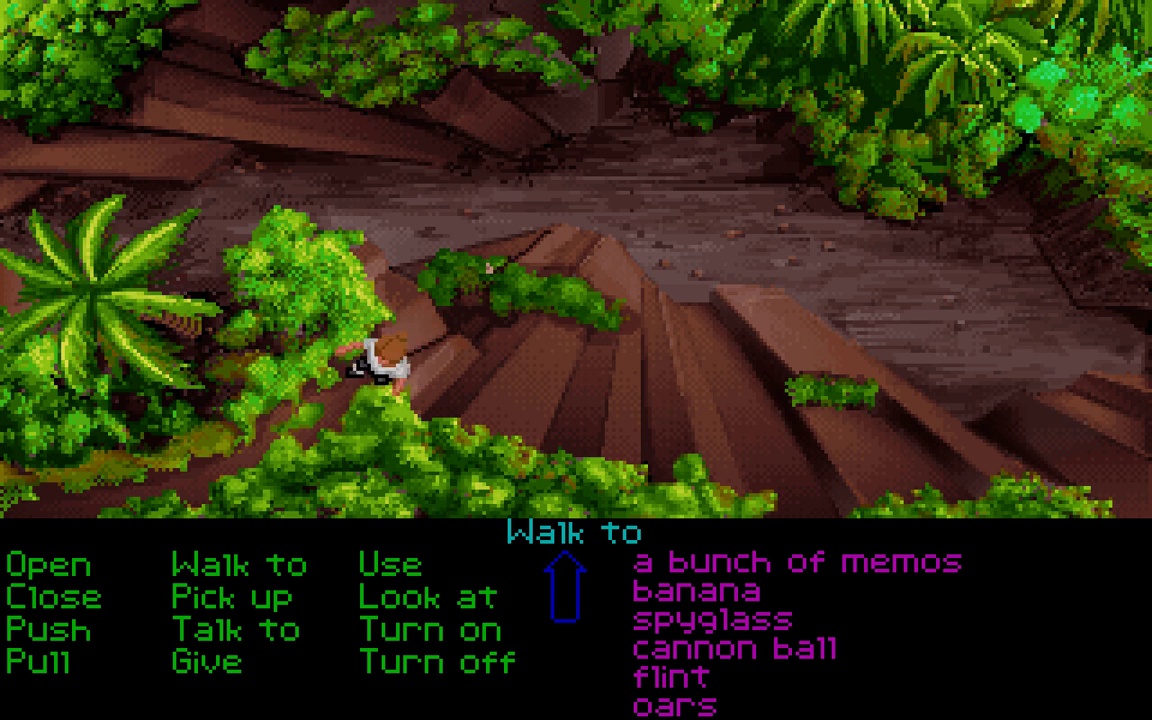 Walk to
Open Walk to Use
Close Pick up Look at
Push Talk to Turn on
Pull Give Turn off
a bunch of memos
banana
spyglass
cannon ball
flint
oars